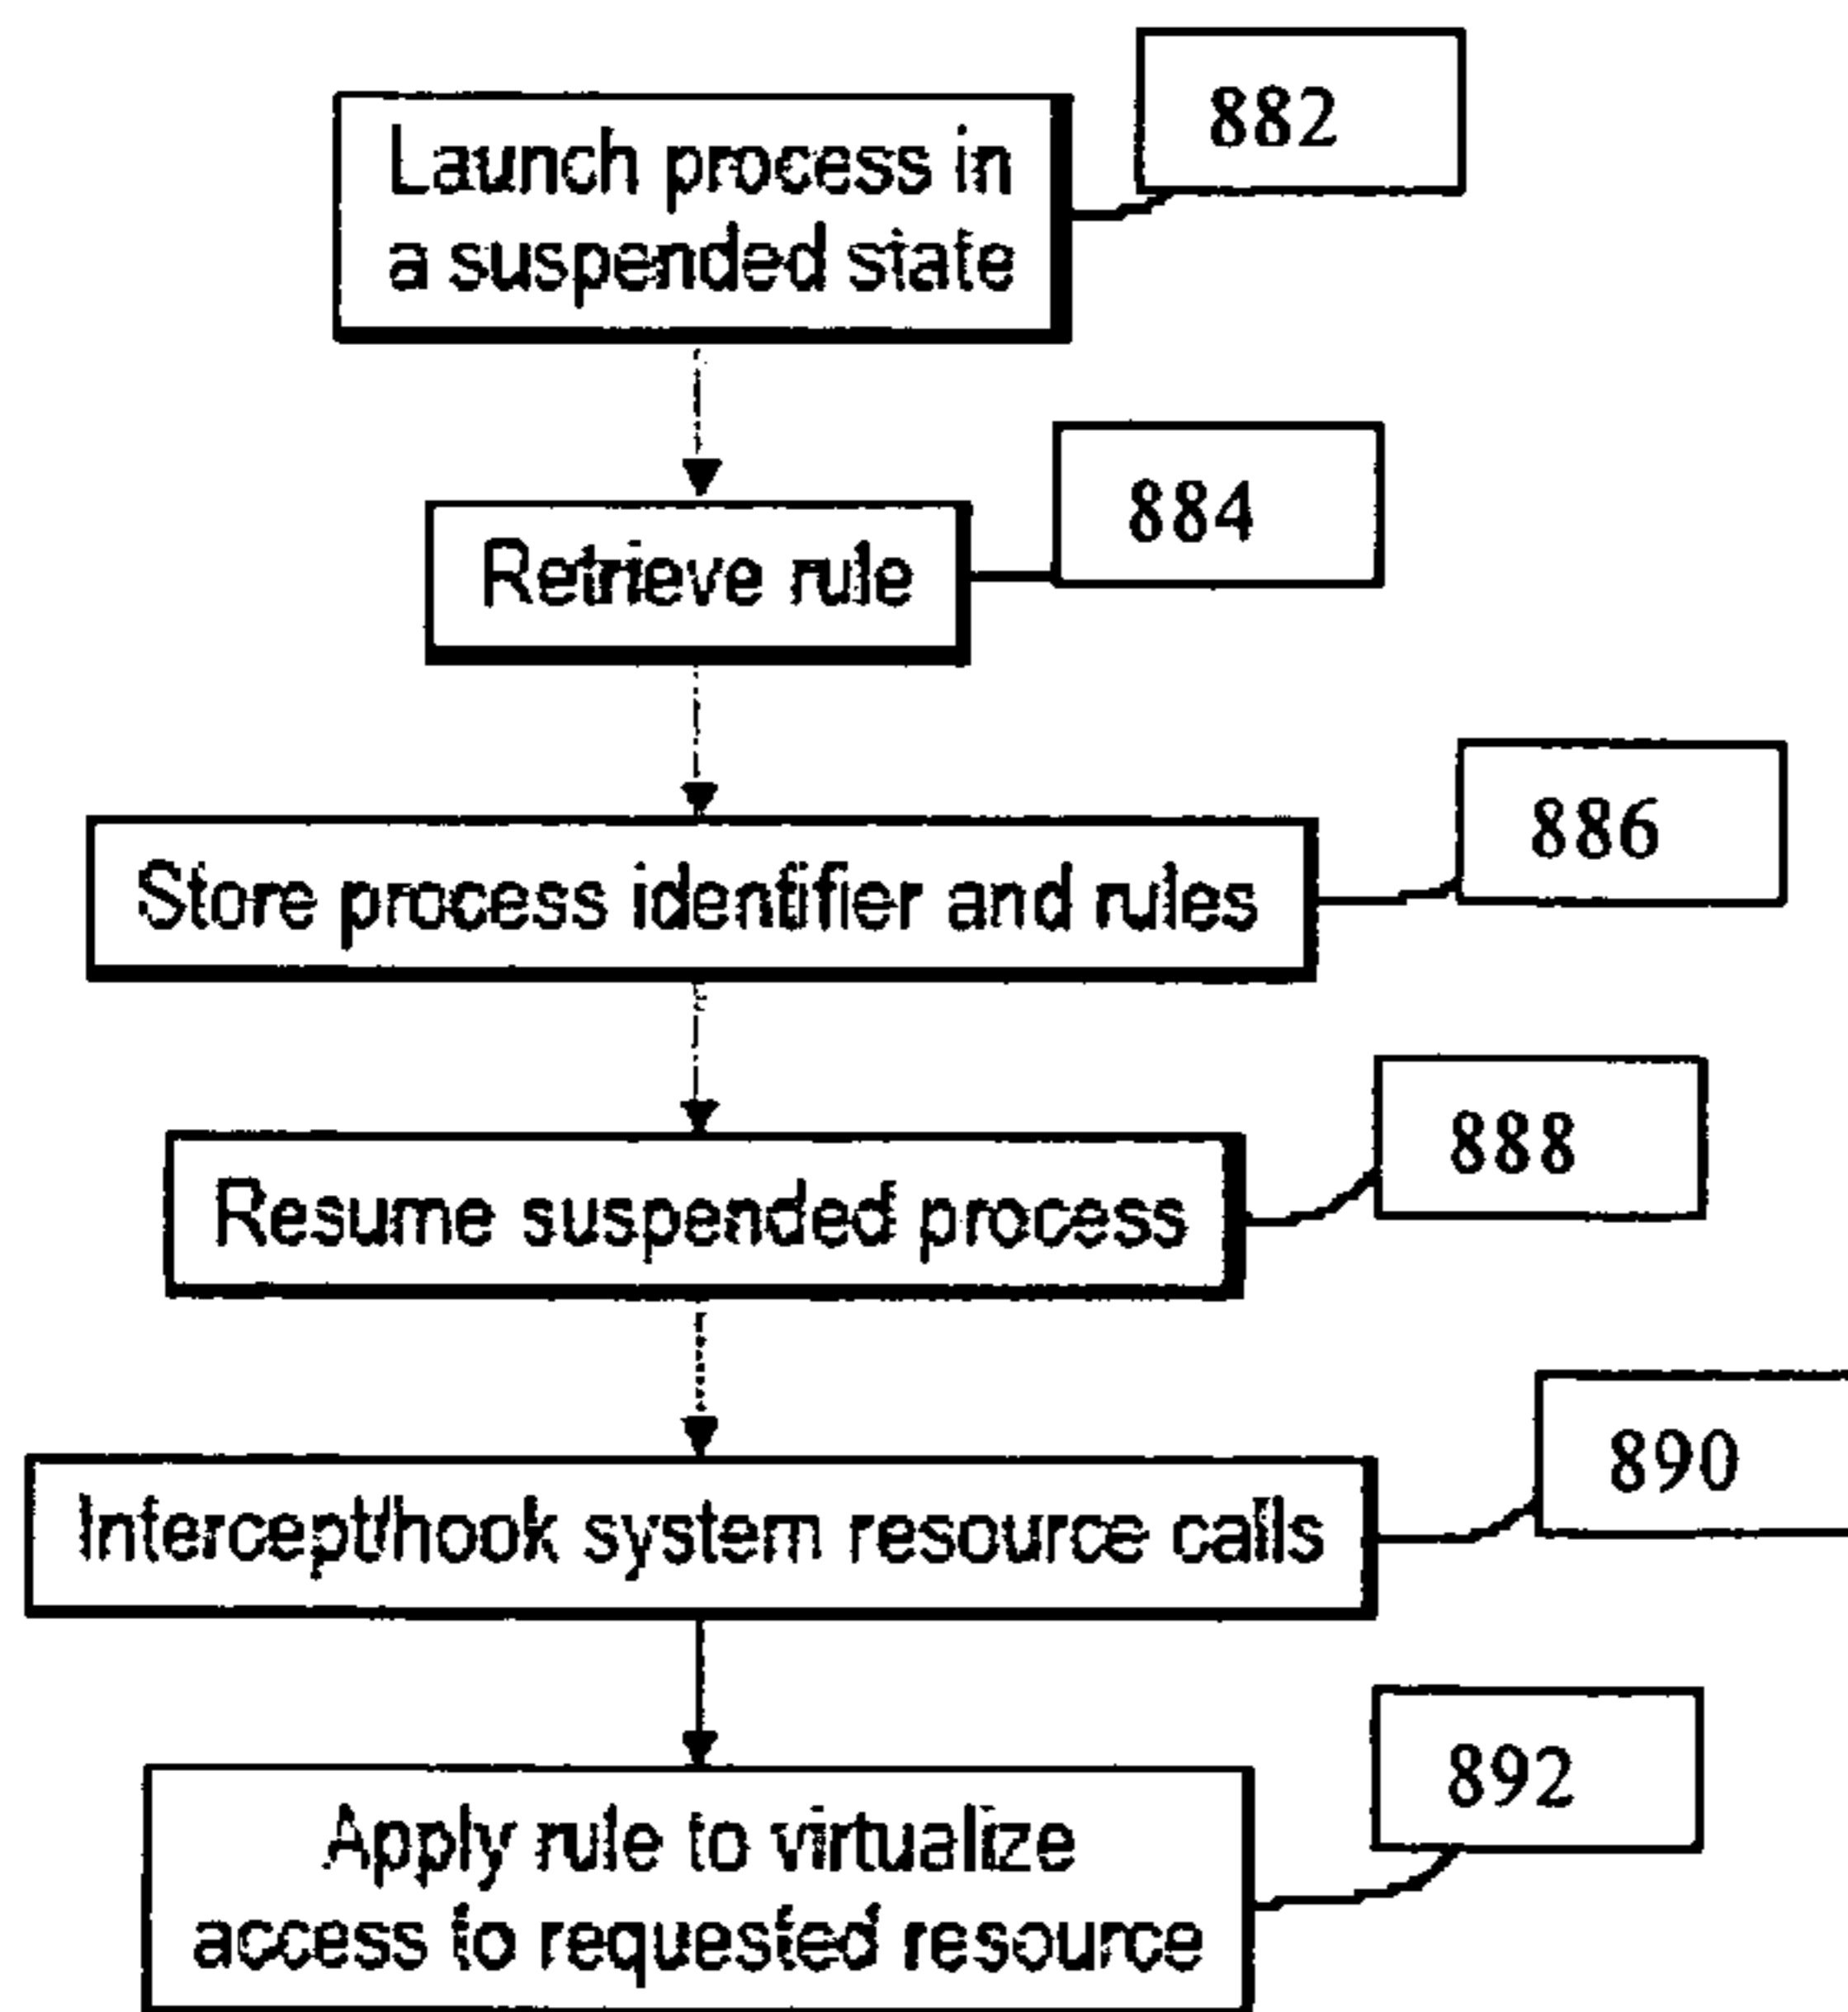 882
Launch process in
a suspended state
884
Retrieve rule
886
Store process identifier and rules
888
Resume suspended process
890
Intercept/hook system resource calls
892
Apply rule to virtualize
access to requested resource